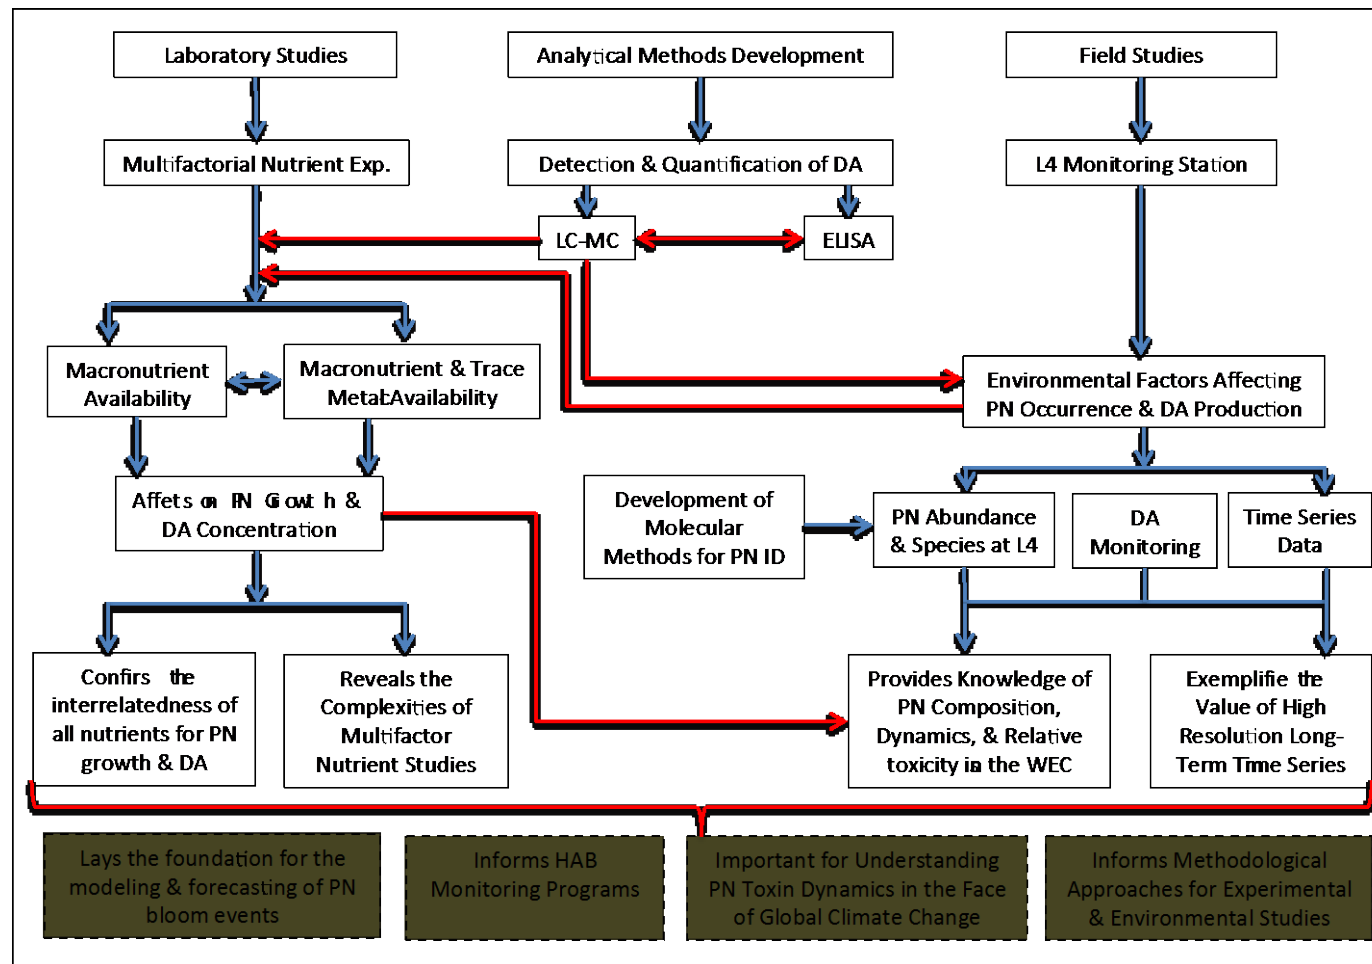 Laboratory Studies
Analytical Methods Development
Field Studies
Multifactorial Nutrient Exp.
Detection & Quantification of DA
L4 Monitoring Station
LC-MC
ELISA
Macronutrient
Availability
Macronutrient & Trace
Metal Availability
Environmental Factors Affecting
PN Occurrence & DA Production
Affets on PN Growth &
DA Concentration
Development of
Molecular
Methods for PN ID
PN Abundance
& Species at L4
DA
Monitoring
Time Series
Data
Confirs the
interrelatedness of
all nutrients for PN
growth & DA
Reveals the
Complexities of
Multifactor
Nutrient Studies
Provides Knowledge of
PN Composition,
Dynamics, & Relative
toxicity in the WEC
Exemplifie the
Value of High
Resolution Long-
Term Time Series
Lays the foundation for the
modeling & forecasting of PN
bloom events
Informs HAB
Monitoring Programs
Important for Understanding
PN Toxin Dynamics in the Face
of Global Climate Change
Informs Methodological
Approaches for Experimental
& Environmental Studies